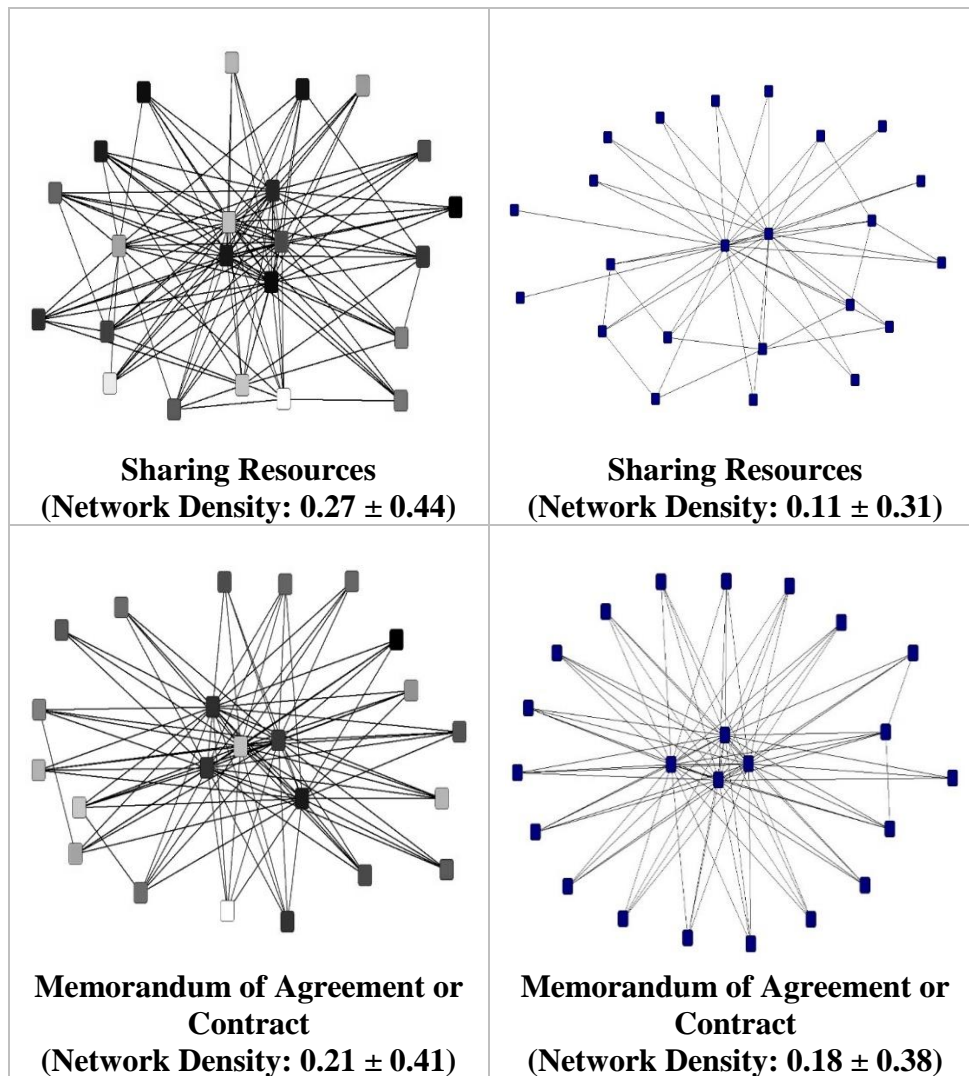 Sharing Resources
(Network Density: 0.27 ± 0.44)
Sharing Resources
(Network Density: 0.11 ± 0.31)
Memorandum of Agreement or
Contract
(Network Density: 0.21 ± 0.41)
Memorandum of Agreement or
Contract
(Network Density: 0.18 ± 0.38)